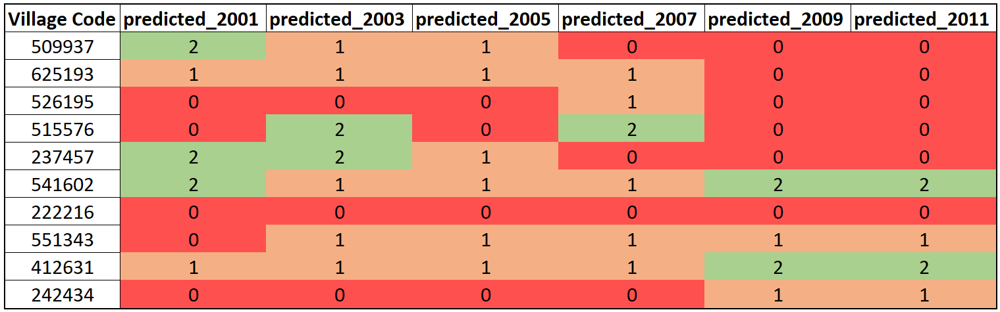 Village Code predicted_2001 predicted_2003 predicted_2005 predicted_2007 predicted_2009 predicted_2011
509937 2 1 1 0 0 0
625193 1 1 1 1 0 0
526195 0 0 0 1 0 0
515576 0 2 0 2 0 0
237457 2 2 1 0 0 0
541602 2 1 1 1 2 2
222216 0 0 0 0 0 0
551343 0 1 1 1 1 1
412631 1 1 1 1 2 2
242434 0 0 0 0 1 1